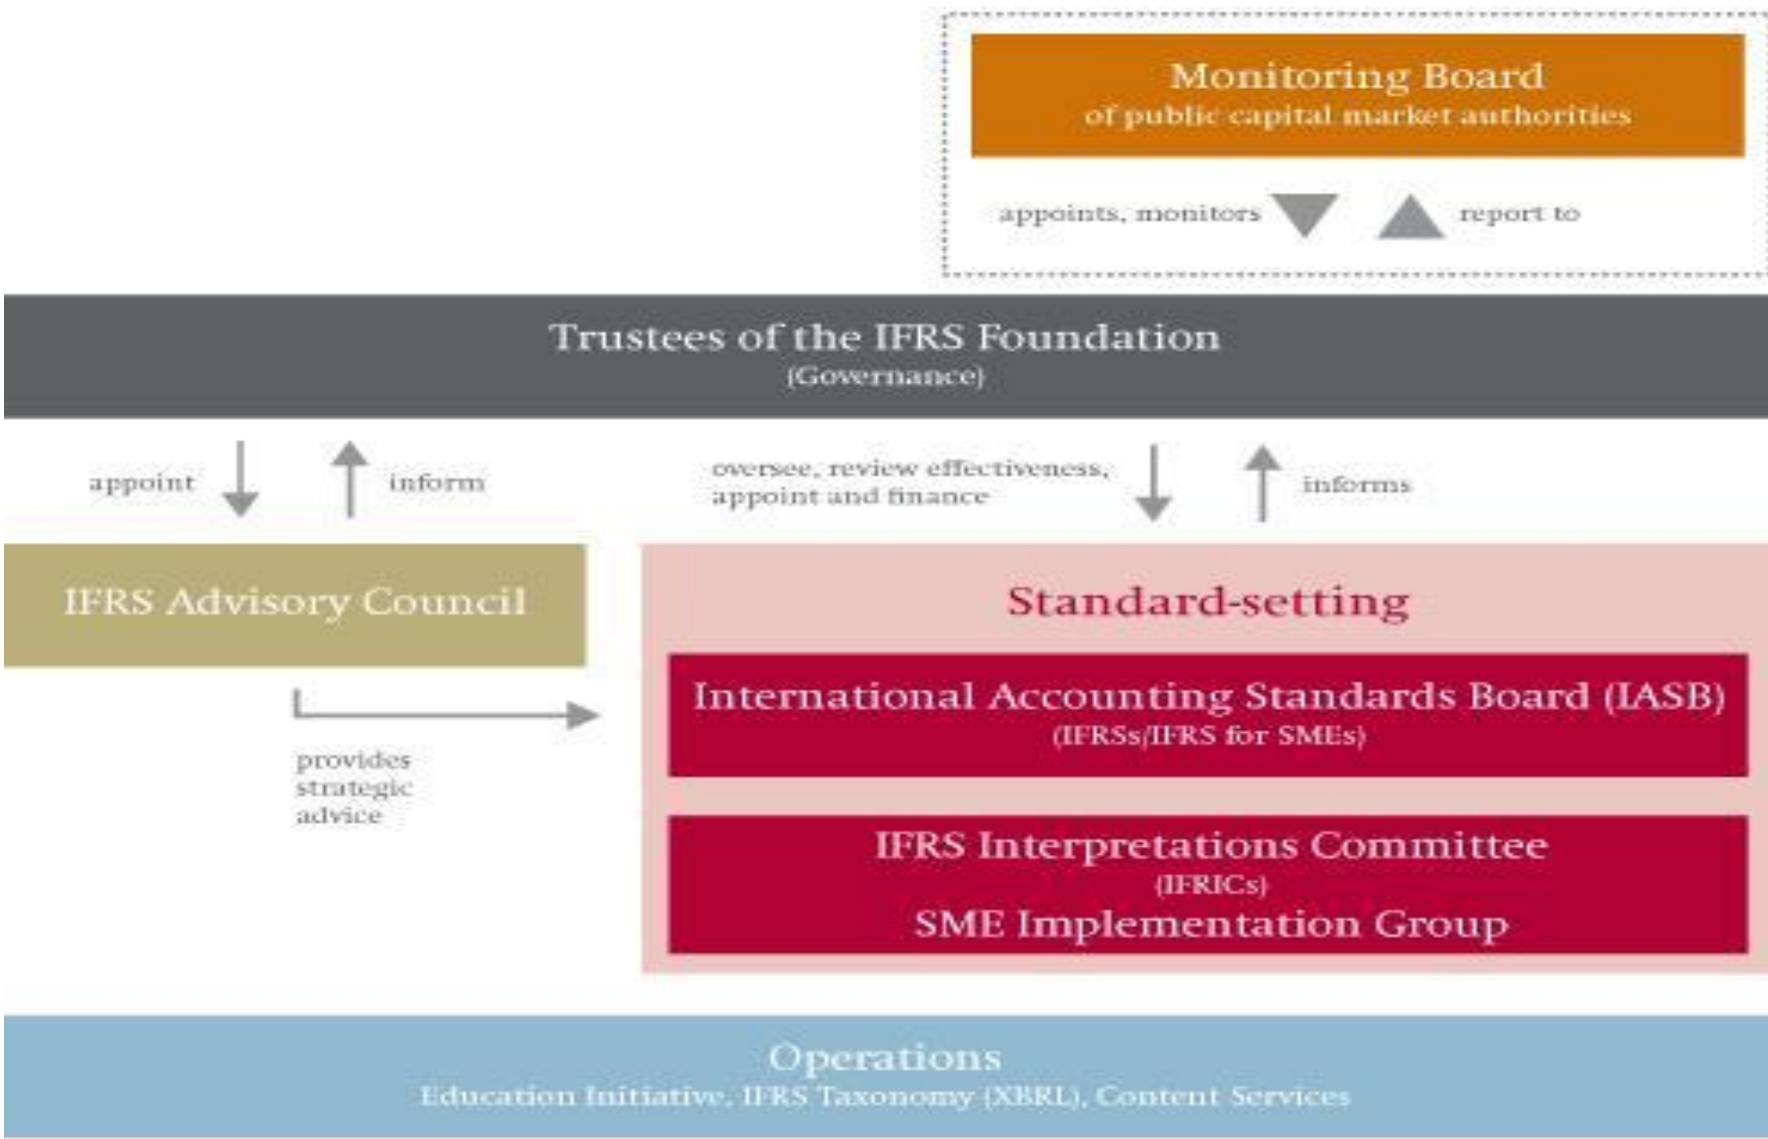 Monitoring Board
of public capital market authorities
appoints, monitors
report to
Trustees of the IFRS Foundation
(Governance)
appoint
inform
oversee, review effectiveness,
appoint and finance
informs
IFRS Advisory Council
provides
strategic
advice
Standard-setting
International Accounting Standards Board (IASB)
(IFRSs/IFRS for SMEs)
IFRS Interpretations Committee
(IFRICs)
SME Implementation Group
Operations
Education Initiative, IFRS Taxonomy (XBRL), Content Services